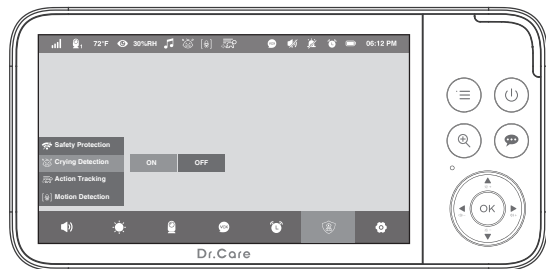 72°F 30%RH 06:12 PM
Safety Protection
Crying Detection ON OFF
Action Tracking
Motion Detection
VOX
Dr.Care
OK